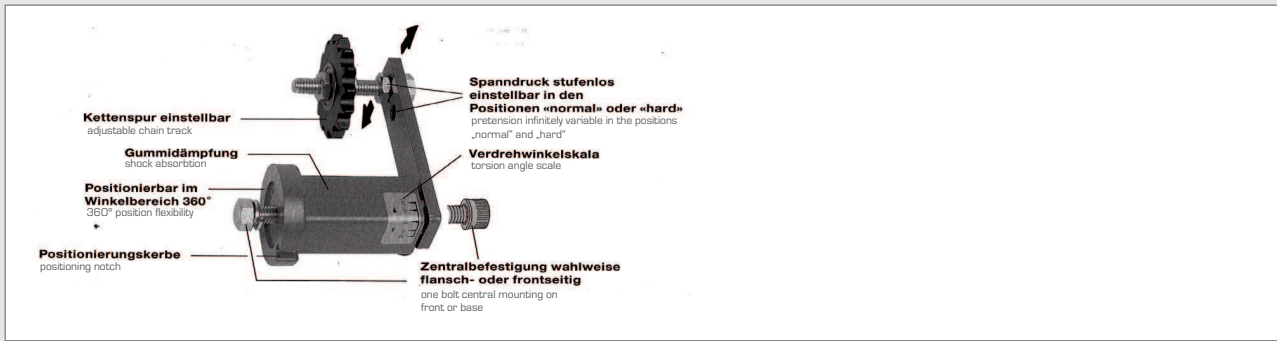 Spanndruck stufenlos
einstellbar in den
Positionen «normal» oder «hard»
pretension infinitely variable in the positions
„normal” and „hard”
Kettenspur einstellbar
adjustable chain track
Gummidämpfung
shock absorbtion
Verdrehwinkelskala
torsion angle scale
Positionierbar im
Winkelbereich 360°
360° position flexibility
Positionierungskerbe
positioning notch
Zentralbefestigung wahlweise
flansch- oder frontseitig
one bolt central mounting on
front or base